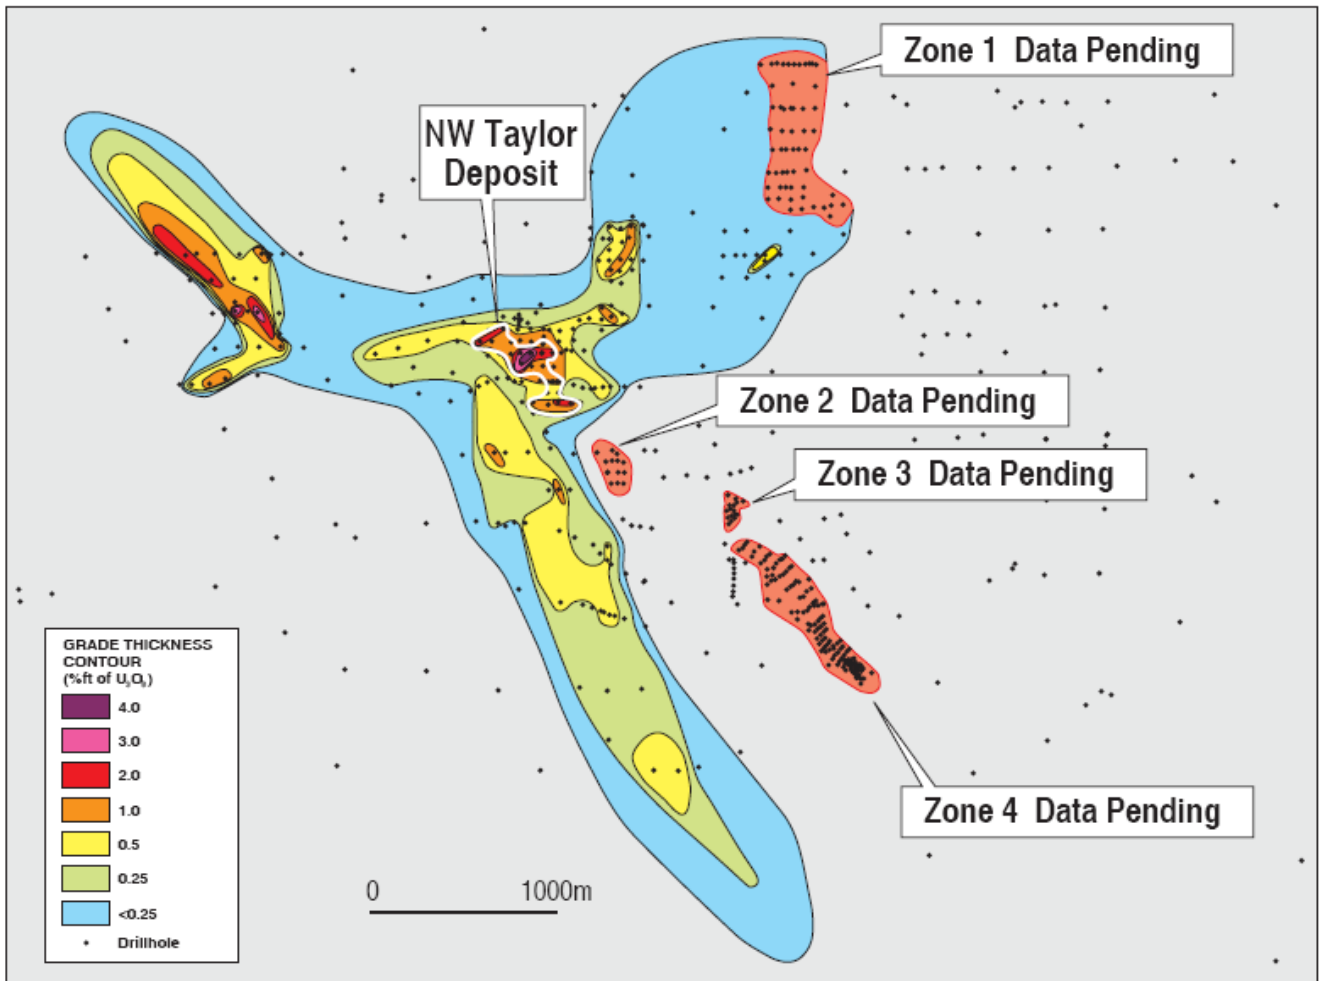 Zone 1 Data Pending
NW Taylor
Deposit
Zone 2 Data Pending
Zone 3 Data Pending
Zone 4 Data Pending
GRADE THICKNESS
CONTOUR
(%ft of U₃O₈)
4.0
3.0
2.0
1.0
0.5
0.25
<0.25
Drillhole
0 1000m